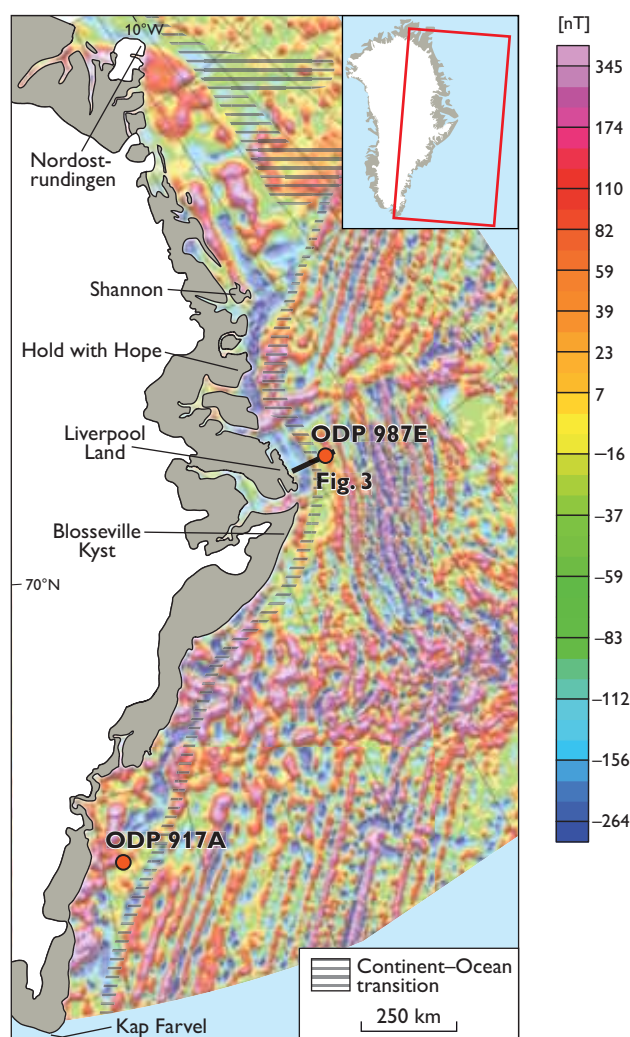 10°W
Nordost-
rundingen
Shannon
Hold with Hope
Liverpool
Land
ODP 987E
Fig. 3
Blosseville
Kyst
70°N
ODP 917A
Kap Farvel
Continent–Ocean
transition
250 km
[nT]
345
174
110
82
59
39
23
7
–16
–37
–59
–83
–112
–156
–264